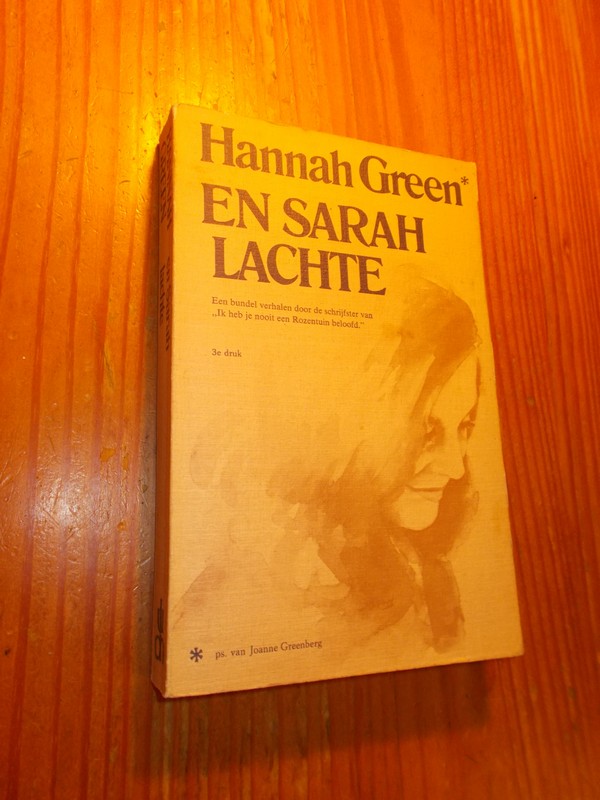 Hannah Green*
EN SARAH
LACHTE
Een bundel verhalen door de schrijfster van
„Ik heb je nooit een Rozentuin beloofd.”
3e druk
* ps. van Joanne Greenberg